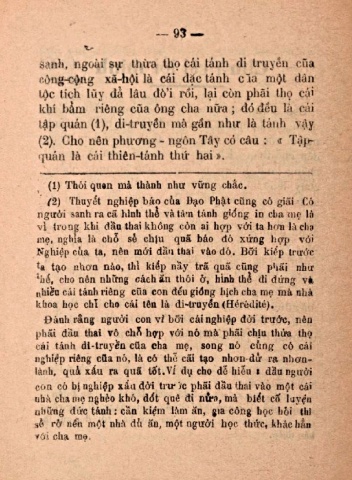 — 93 —
sanh, ngoài sự thừa thọ cái tánh di truyền của
công-cộng xã-hội là cái đặc tánh của một dân
tộc tích lũy đã lâu đời rồi, lại còn phải thọ cái
khí bẩm riêng của ông cha nữa ; đó đều là cái
tập quán (1), di-truyền mà gần như là tánh vậy
(2). Cho nên phương - ngôn Tây có câu : « Tập-
quán là cái thiên-tánh thứ hai ».
(1) Thói quen mà thành như vững chắc.
(2) Thuyết nghiệp báo của Đạo Phật cũng có giải Có
người sanh ra cả hình thể và tâm tánh giống in cha mẹ là
vì trong khi đầu thai không còn ai hợp với ta hơn là cha
mẹ, nghĩa là chỗ sẽ chịu quả báo đó xứng hợp với
Nghiệp của ta, nên mới đầu thai vào đó. Bởi kiếp trước
ta tạo nhơn nào, thì kiếp nầy trả quả cũng phải như
thế, cho nên những cách ăn thói ở, hình thể đi đứng và
nhiều cái tánh riêng của con đều giống hịch cha mẹ mà nhà
khoa học chỉ cho cái tên là di-truyền (Hérédité).
Đành rằng người con vì bởi cái nghiệp đời trước, nên
phải đầu thai vô chỗ hợp với nó mà phải chịu thừa thọ
cái tánh di-truyền của cha mẹ, song nó cũng có cái
nghiệp riêng của nó, là có thể cải tạo nhơn-dữ ra nhơn-
lành, quả xấu ra quả tốt. Ví dụ cho dễ hiểu : dầu người
con có bị nghiệp xấu đời trước phải đầu thai vào một cái
nhà cha mẹ nghèo khó, dốt quê đi nữa, mà biết cố luyện
những đức tánh : cần kiệm làm ăn, gia công học hỏi thì
sẽ rở nên một nhà đủ ăn, một người học thức, khác hẳn
với cha mẹ.